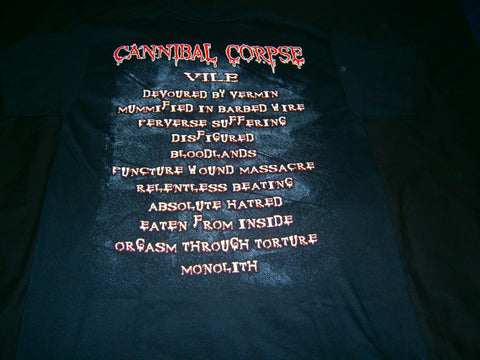 CANNIBAL CORPSE
VILE
DEVOURED BY VERMIN
MUMMIFIED IN BARBED WIRE
PERVERSE SUFFERING
DISFIGURED
BLOODLANDS
PUNCTURE WOUND MASSACRE
RELENTLESS BEATING
ABSOLUTE HATRED
EATEN FROM INSIDE
ORGASM THROUGH TORTURE
MONOLITH